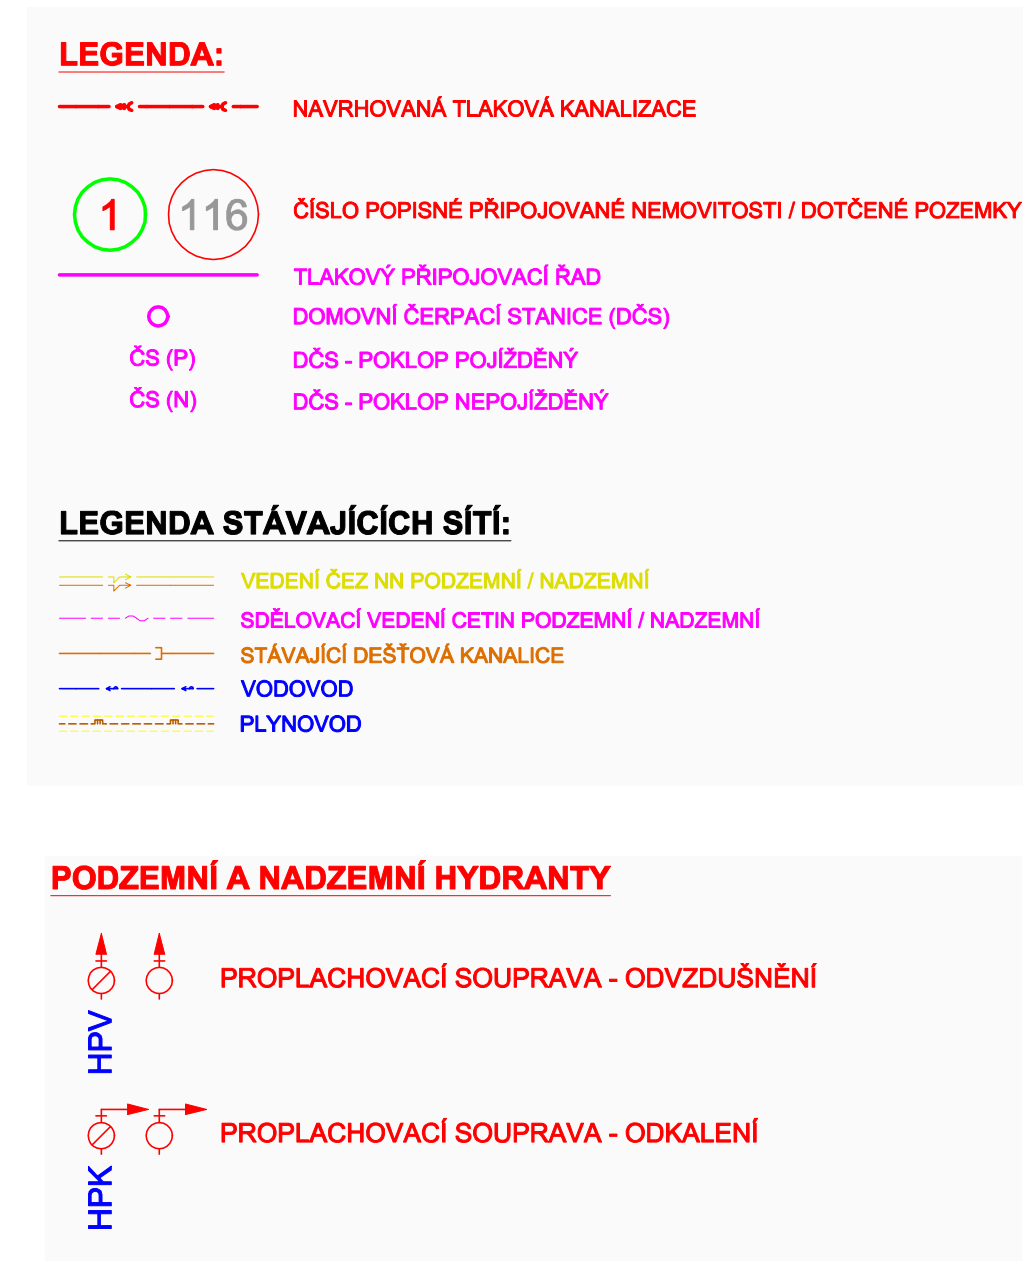 LEGENDA:
NAVRHOVANÁ TLAKOVÁ KANALIZACE
1 116 ČÍSLO POPISNÉ PŘIPOJOVANÉ NEMOVITOSTI / DOTČENÉ POZEMKY
TLAKOVÝ PŘIPOJOVACÍ ŘAD
DOMOVNÍ ČERPACÍ STANICE (DČS)
ČS (P) DČS - POKLOP POJÍŽDĚNÝ
ČS (N) DČS - POKLOP NEPOJÍŽDĚNÝ
LEGENDA STÁVAJÍCÍCH SÍTÍ:
VEDENÍ ČEZ NN PODZEMNÍ / NADZEMNÍ
SDĚLOVACÍ VEDENÍ CETIN PODZEMNÍ / NADZEMNÍ
STÁVAJÍCÍ DEŠŤOVÁ KANALICE
VODOVOD
PLYNOVOD
PODZEMNÍ A NADZEMNÍ HYDRANTY
PROPLACHOVACÍ SOUPRAVA - ODVZDUŠNĚNÍ
HPV
PROPLACHOVACÍ SOUPRAVA - ODKALENÍ
HPK